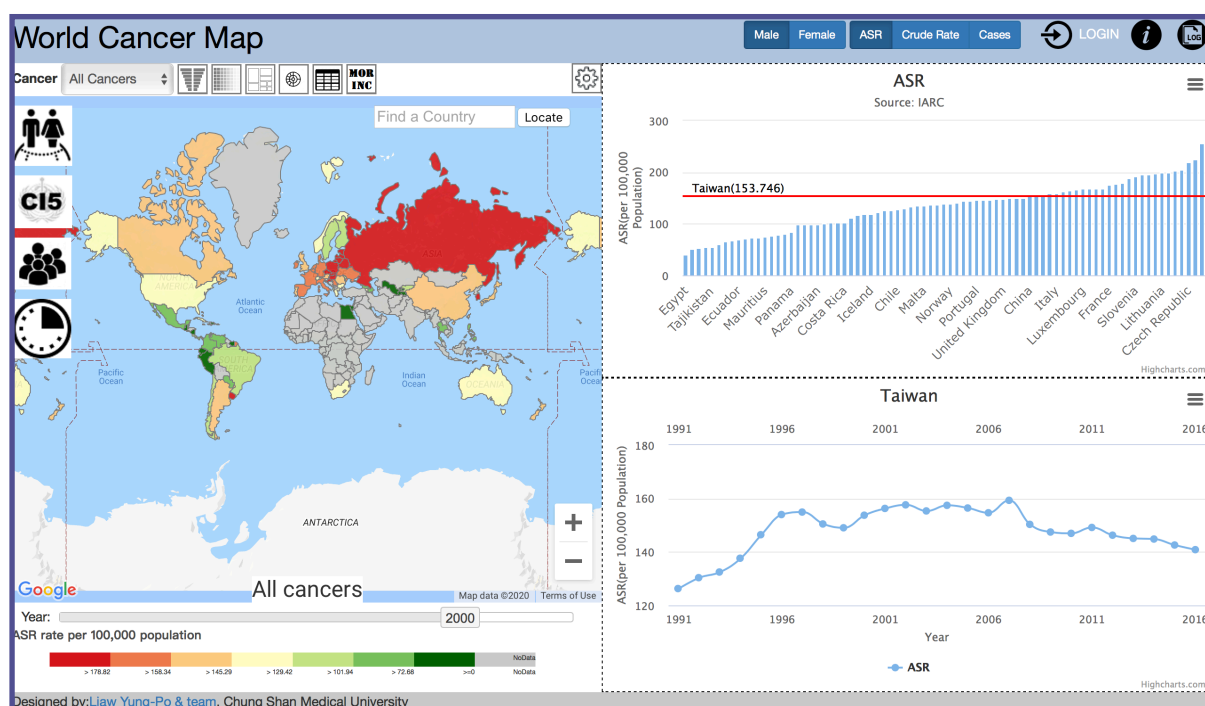 World Cancer Map
Male Female ASR Crude Rate Cases LOGIN i LOG
Cancer All Cancers MOR INC
Find a Country Locate
CI5
ASIA
AMERICA
Atlantic Ocean
SOUTH AMERICA
Pacific Ocean
Indian Ocean
OCEANIA
ANTARCTICA
+
−
Google
All cancers
Map data ©2020 Terms of Use
Year: 2000
ASR rate per 100,000 population
NoData
> 178.82 > 158.34 > 145.29 > 129.42 > 101.94 > 72.68 >=0 NoData
Designed by:Liaw Yung-Po & team, Chung Shan Medical University
ASR
Source: IARC
ASR(per 100,000 Population)
300
200
100
0
Taiwan(153.746)
Egypt Tajikistan Ecuador Mauritius Panama Azerbaijan Costa Rica Iceland Chile Malta Norway Portugal United Kingdom China Italy Luxembourg France Slovenia Lithuania Czech Republic
Highcharts.com
Taiwan
1991 1996 2001 2006 2011 2016
ASR(per 100,000 Population)
180
160
140
120
1991 1996 2001 2006 2011 2016
Year
ASR
Highcharts.com